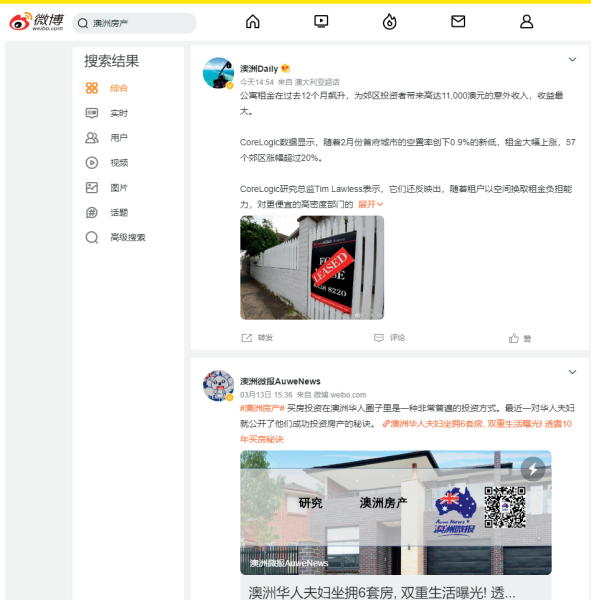 微博
weibo.com
澳洲房产
搜索结果
综合
实时
用户
视频
图片
话题
高级搜索
澳洲Daily
今天14:54 来自 澳大利亚超话
公寓租金在过去12个月飙升，为郊区投资者带来高达11,000澳元的意外收入，收益最
大。
CoreLogic数据显示，随着2月份首府城市的空置率创下0.9%的新低，租金大幅上涨，57
个郊区涨幅超过20%。
CoreLogic研究总监Tim Lawless表示，它们还反映出，随着租户以空间换取租金负担能
力，对更便宜的高密度部门的 展开
FOR
LEASED
转发
评论
赞
澳洲微报AuweNews
03月13日 15:36 来自 微博 weibo.com
#澳洲房产# 买房投资在澳洲华人圈子里是一种非常普遍的投资方式。最近一对华人夫妇
就公开了他们成功投资房产的秘诀。 澳洲华人夫妇坐拥6套房, 双重生活曝光! 透露10
年买房秘诀
研究
澳洲房产
Auwe News
澳洲微报
澳洲微报AuweNews
澳洲华人夫妇坐拥6套房, 双重生活曝光! 透...